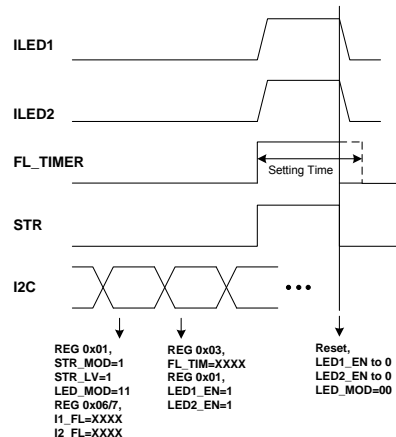 ILED1
ILED2
FL_TIMER
Setting Time
STR
I2C
REG 0x01,
STR_MOD=1
STR_LV=1
LED_MOD=11
REG 0x06/7,
I1_FL=XXXX
I2_FL=XXXX
REG 0x03,
FL_TIM=XXXX
REG 0x01,
LED1_EN=1
LED2_EN=1
Reset,
LED1_EN to 0
LED2_EN to 0
LED_MOD=00